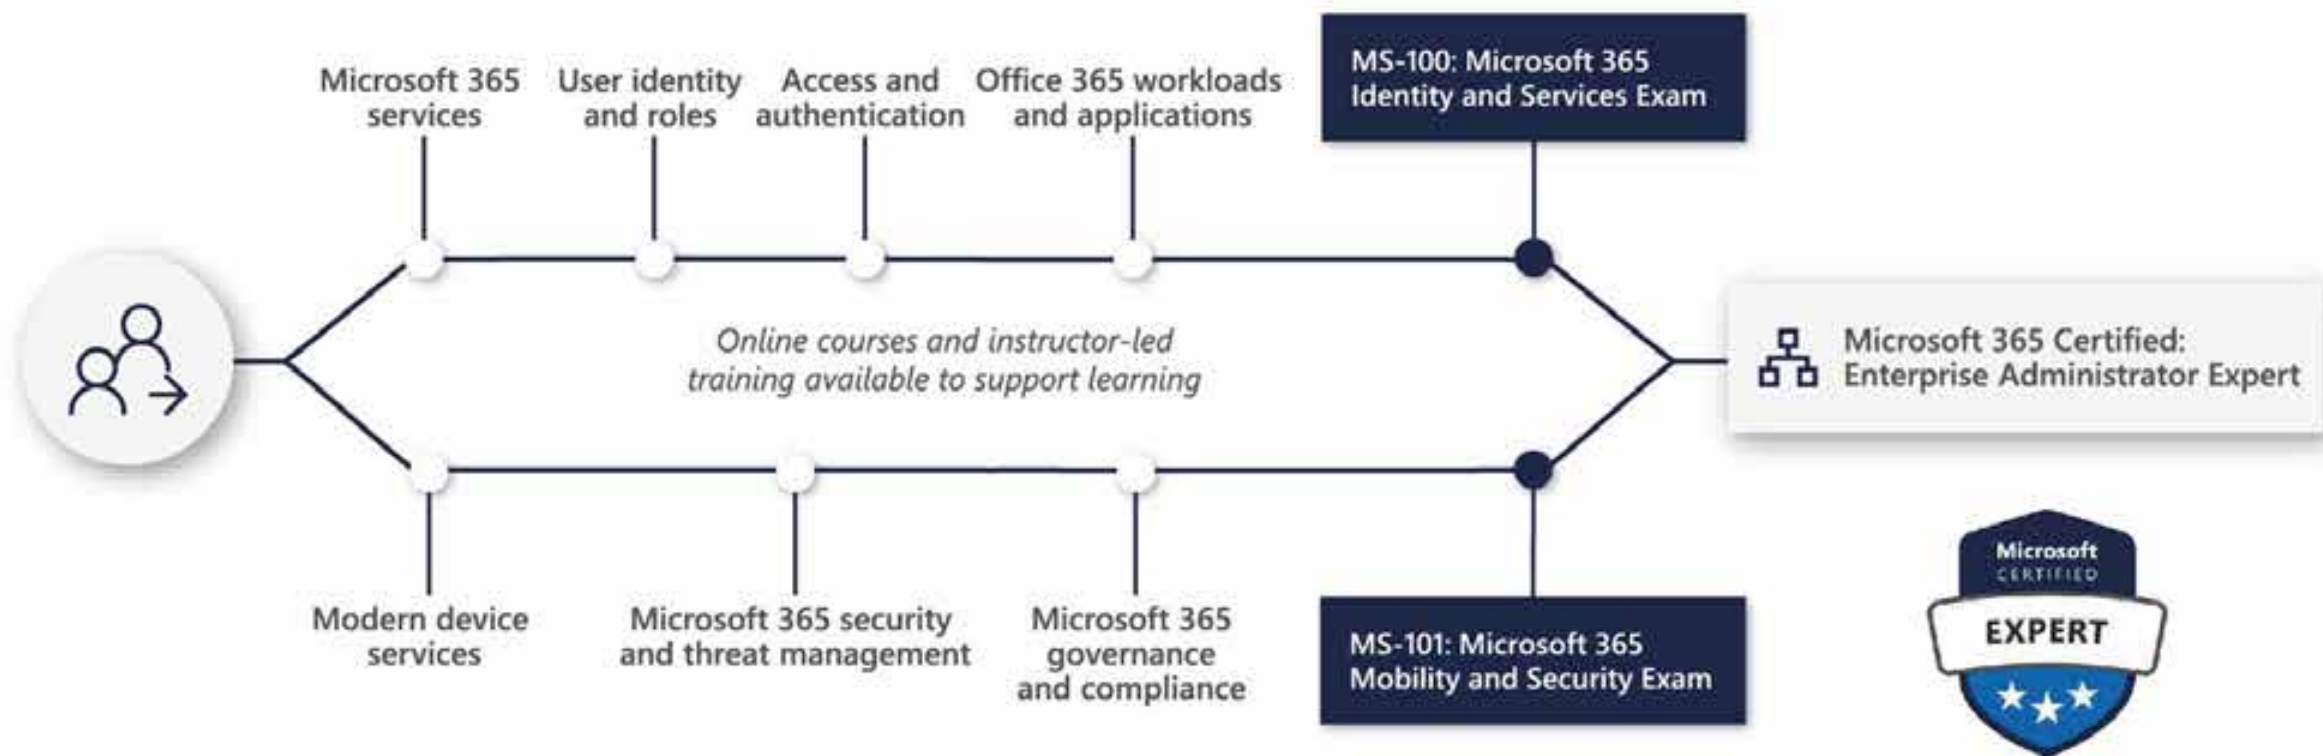 Microsoft 365
services
User identity
and roles
Access and
authentication
Office 365 workloads
and applications
MS-100: Microsoft 365
Identity and Services Exam
Online courses and instructor-led
training available to support learning
Microsoft 365 Certified:
Enterprise Administrator Expert
Modern device
services
Microsoft 365 security
and threat management
Microsoft 365
governance
and compliance
MS-101: Microsoft 365
Mobility and Security Exam
Microsoft
CERTIFIED
EXPERT